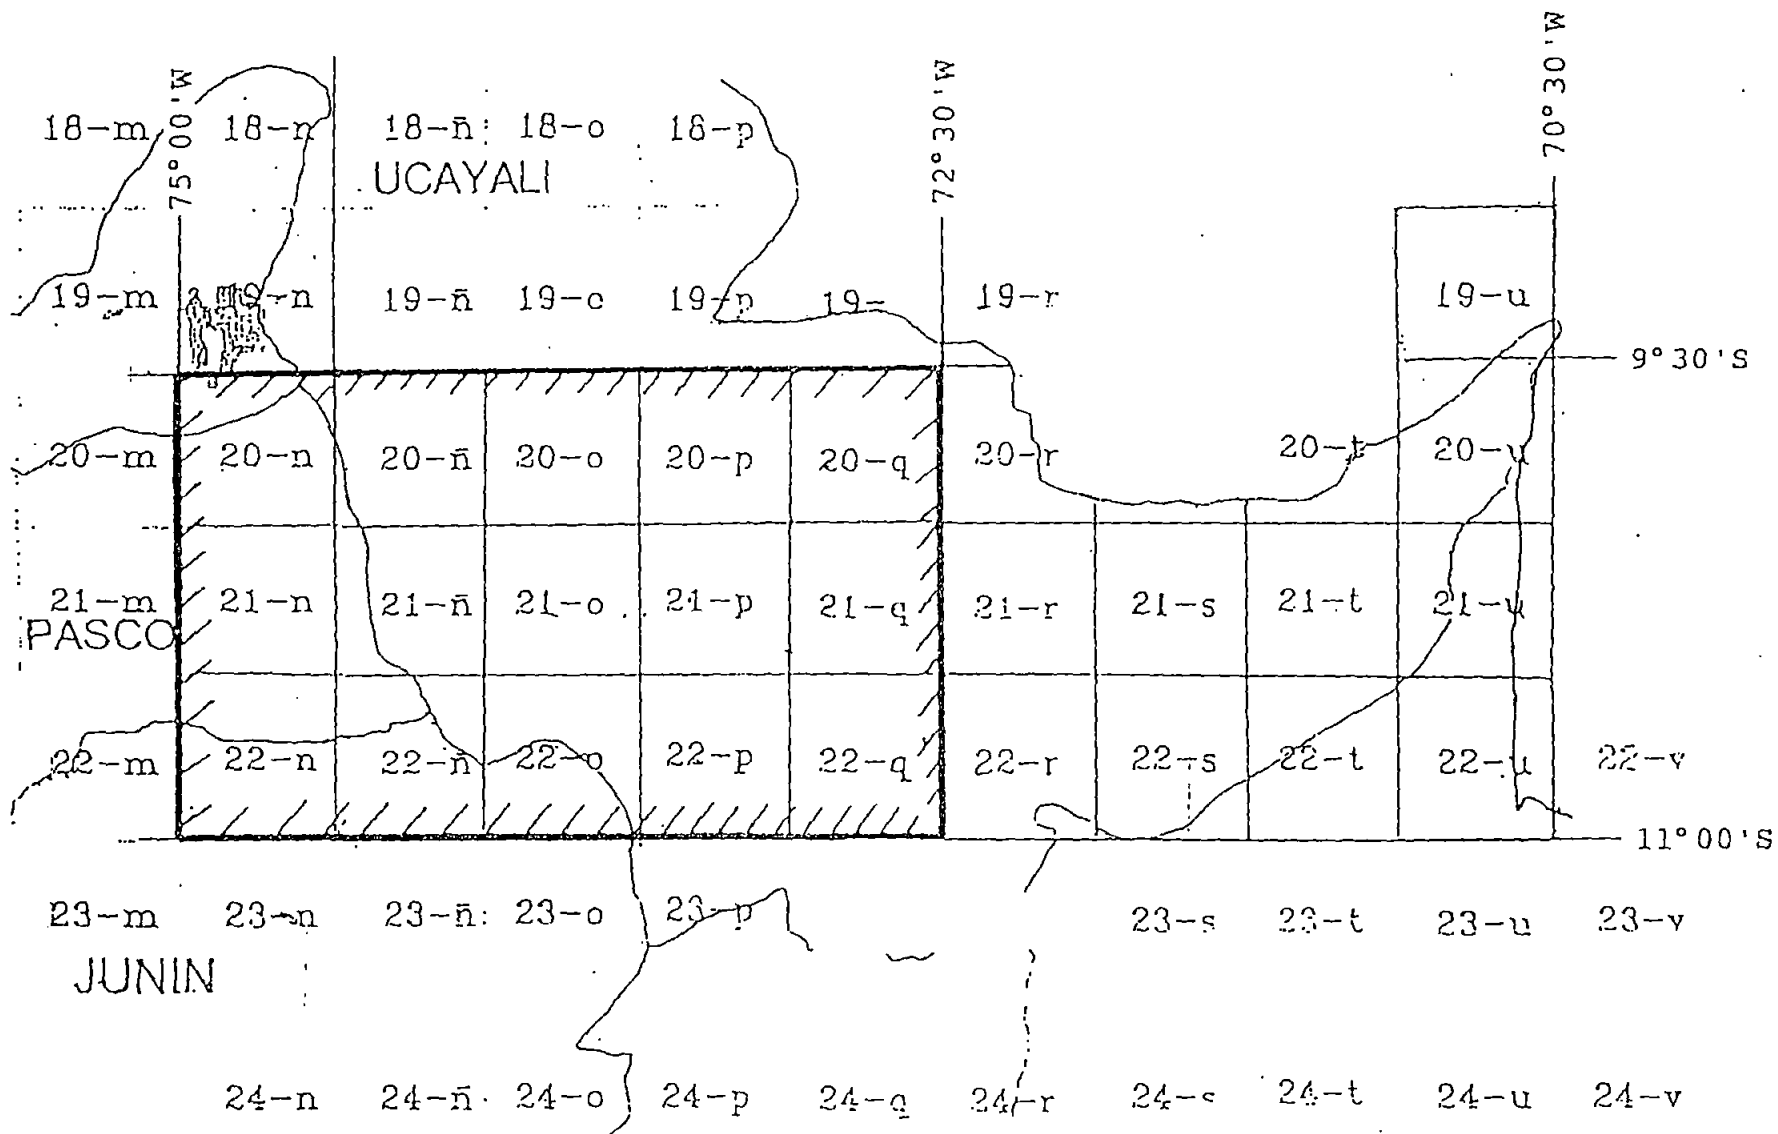 75°00'W
72°30'W
70°30'W
18-m 18-n 18-ñ 18-o 18-p
UCAYALI
19-m 19-n 19-ñ 19-o 19-p 19- 19-r 19-u
9°30'S
20-m 20-n 20-ñ 20-o 20-p 20-q 20-r 20-t 20-u
21-m 21-n 21-ñ 21-o 21-p 21-q 21-r 21-s 21-t 21-u
PASCO
22-m 22-n 22-ñ 22-o 22-p 22-q 22-r 22-s 22-t 22-u 22-v
11°00'S
23-m 23-n 23-ñ 23-o 23-p 23-s 23-t 23-u 23-v
JUNIN
24-n 24-ñ 24-o 24-p 24-q 24-r 24-s 24-t 24-u 24-v